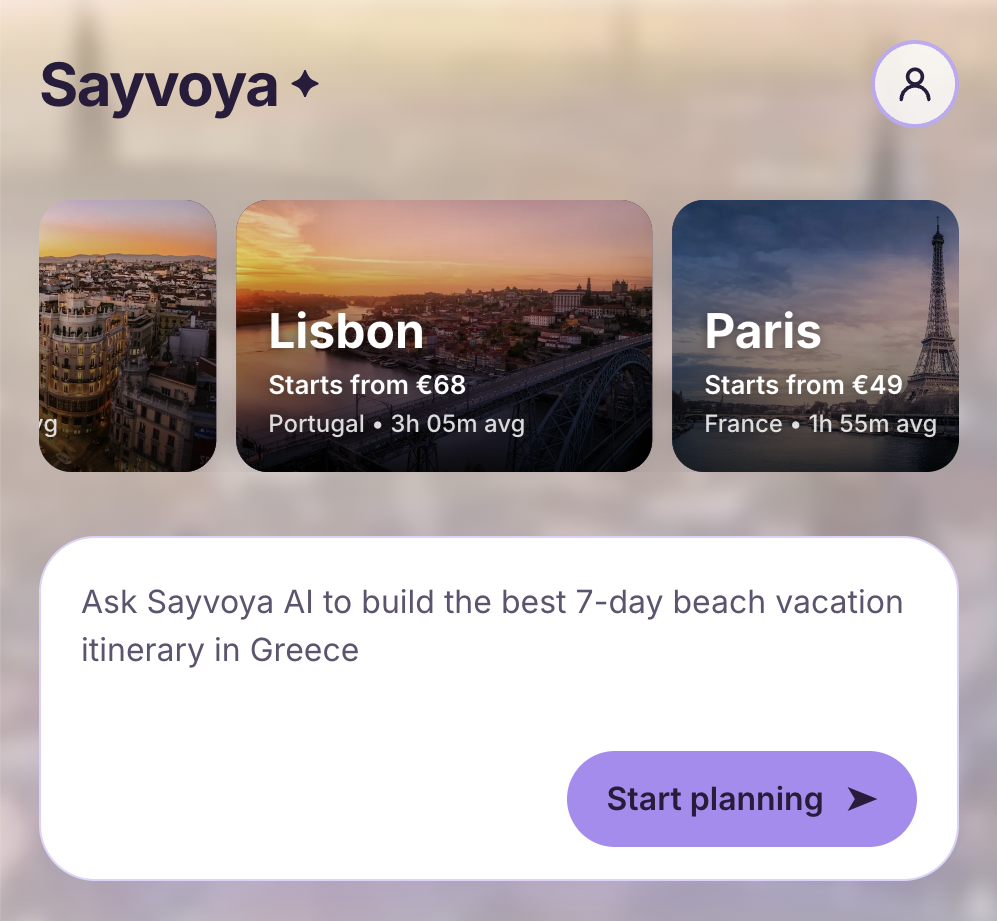 Sayvoya
Lisbon
Starts from €68
Portugal • 3h 05m avg
Paris
Starts from €49
France • 1h 55m avg
Ask Sayvoya AI to build the best 7-day beach vacation
itinerary in Greece
Start planning